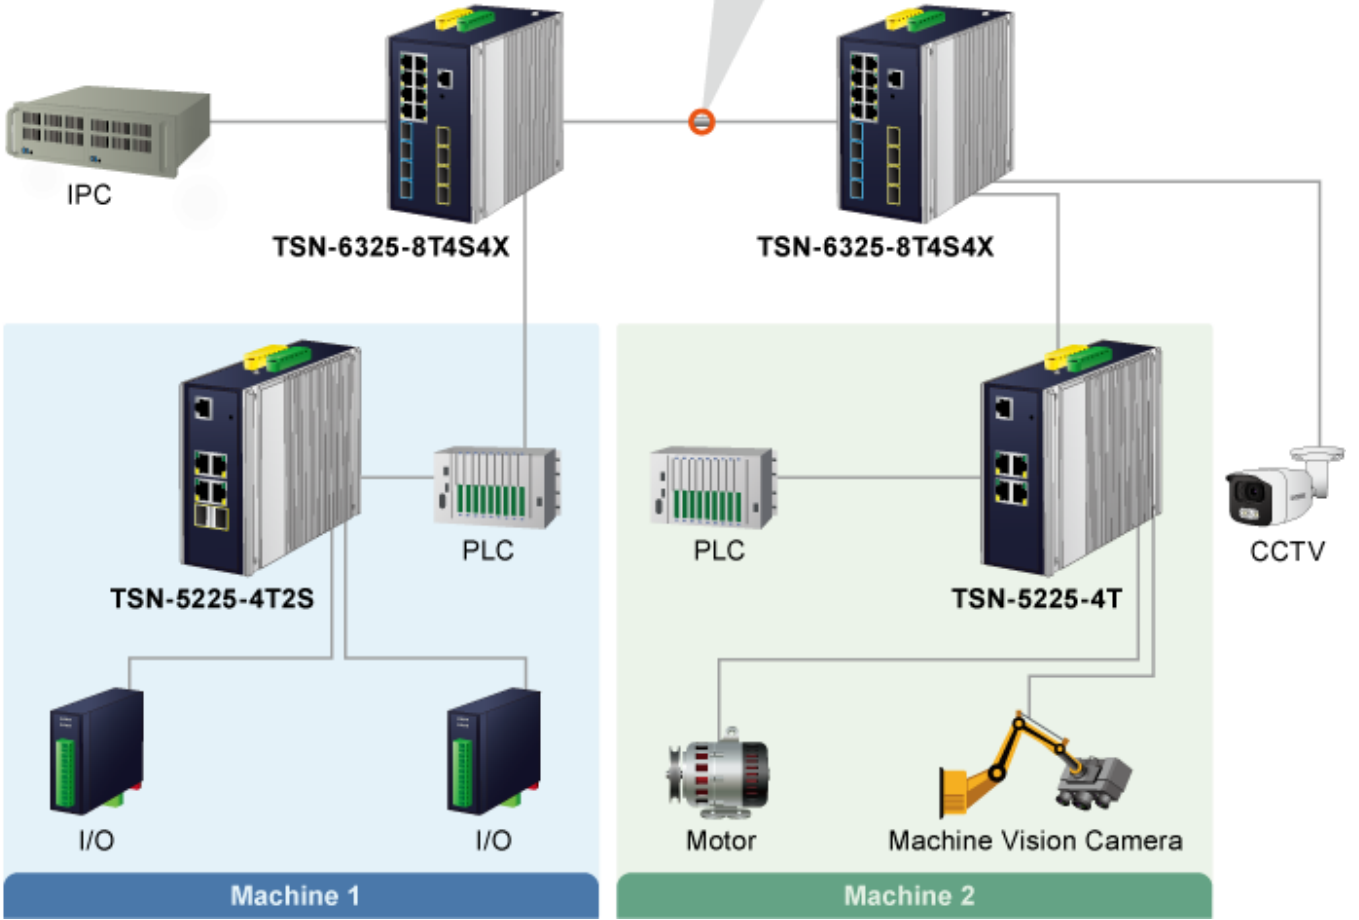 IPC
TSN-6325-8T4S4X
TSN-6325-8T4S4X
PLC
PLC
CCTV
TSN-5225-4T2S
TSN-5225-4T
I/O
I/O
Motor
Machine Vision Camera
Machine 1
Machine 2